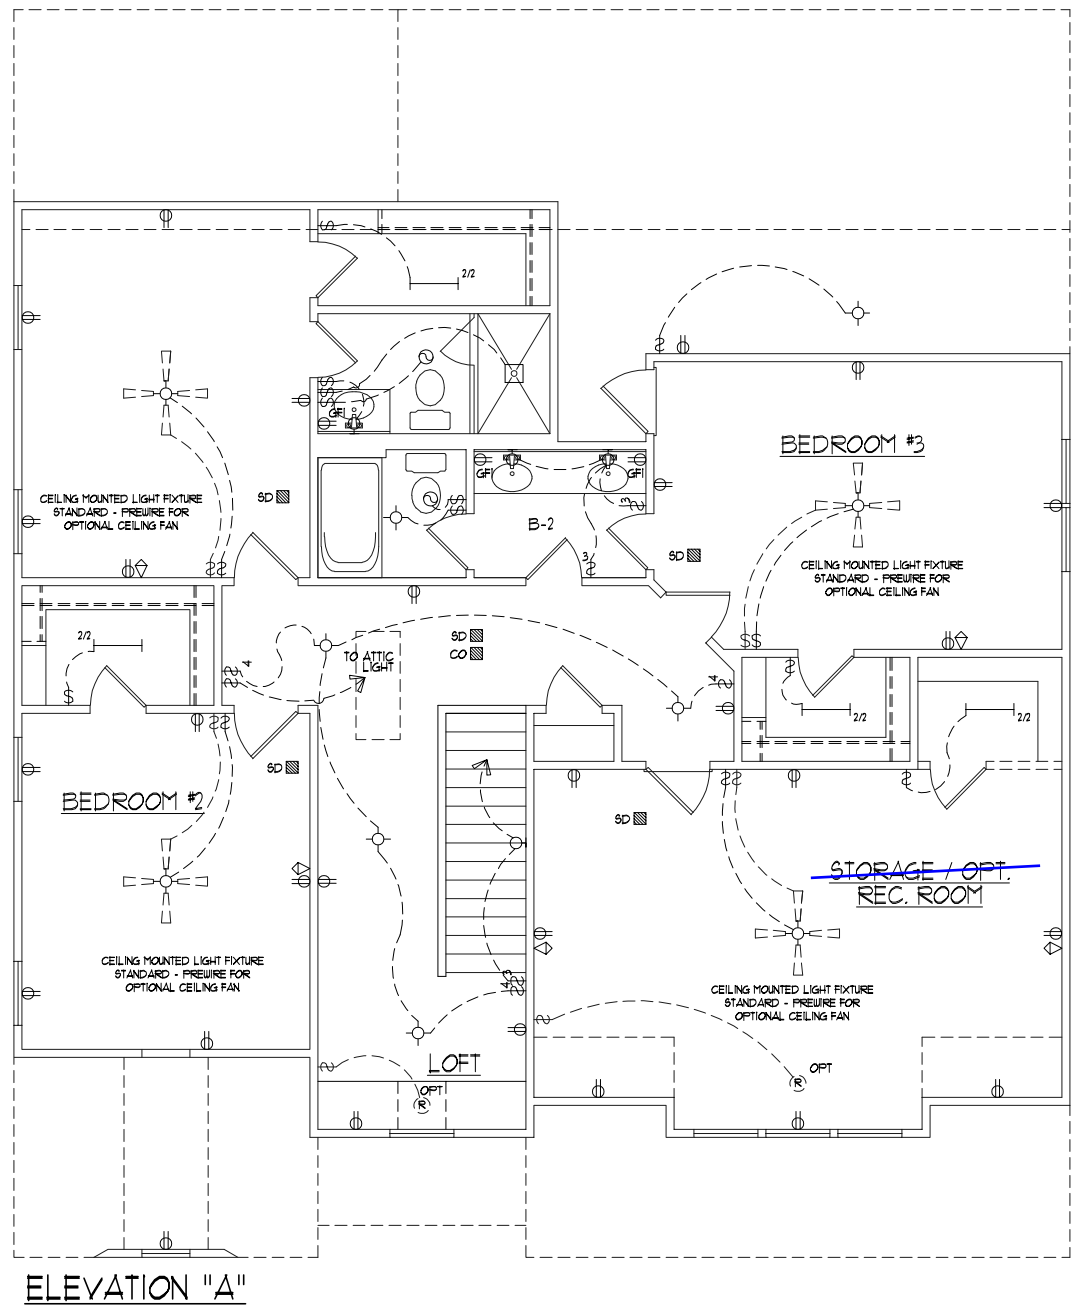 2/2
GFI
BEDROOM #3
CEILING MOUNTED LIGHT FIXTURE
STANDARD - PREWIRE FOR
OPTIONAL CEILING FAN
SD
GFI
GFI
3
B-2
3
SD
CEILING MOUNTED LIGHT FIXTURE
STANDARD - PREWIRE FOR
OPTIONAL CEILING FAN
2/2
4
TO ATTIC
LIGHT
SD
CO
4
2/2
2/2
SD
BEDROOM #2
SD
STORAGE / OPT.
REC. ROOM
CEILING MOUNTED LIGHT FIXTURE
STANDARD - PREWIRE FOR
OPTIONAL CEILING FAN
3
4
CEILING MOUNTED LIGHT FIXTURE
STANDARD - PREWIRE FOR
OPTIONAL CEILING FAN
LOFT
OPT
R
OPT
R
ELEVATION "A"